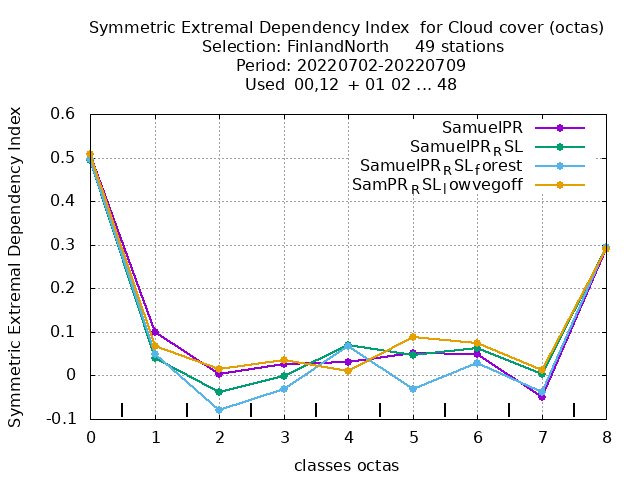 Symmetric Extremal Dependency Index  for Cloud cover (octas)
Selection: FinlandNorth     49 stations
Period: 20220702-20220709
Used  00,12  + 01 02 ... 48
Symmetric Extremal Dependency Index
0.6
0.5
0.4
0.3
0.2
0.1
0
-0.1
SamuelPR
SamuelPR_RSL
SamuelPR_RSL_forest
SamPR_RSL_lowvegoff
0 1 2 3 4 5 6 7 8
classes octas